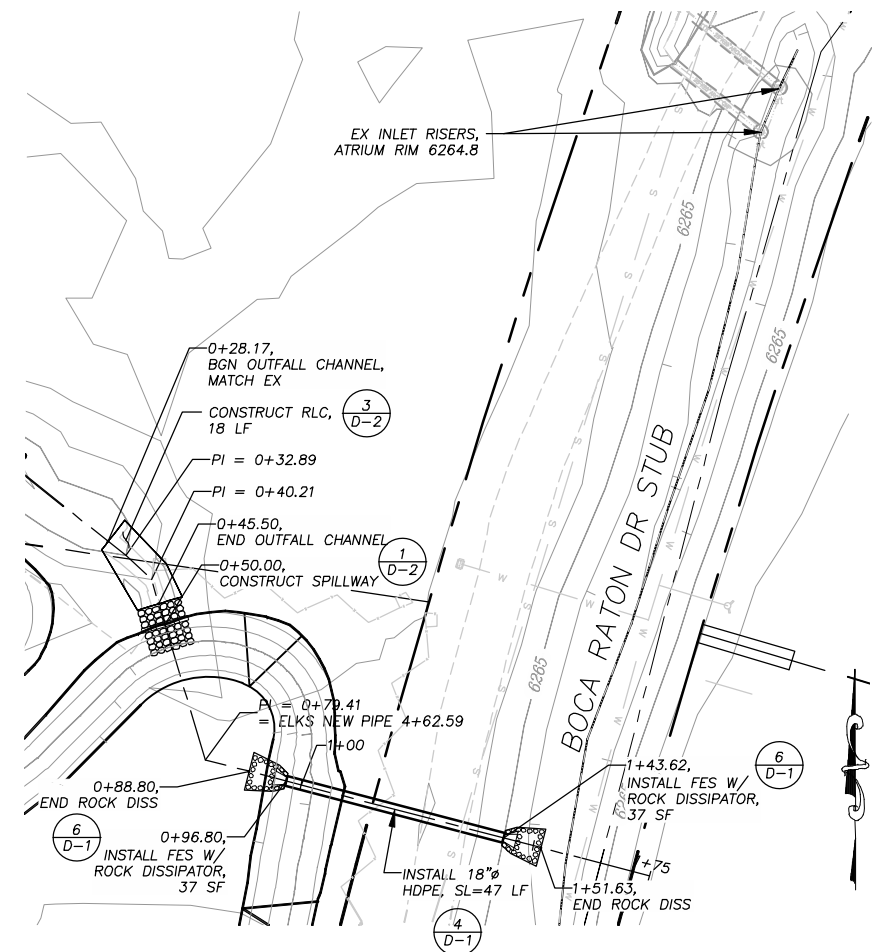 EX INLET RISERS,
ATRIUM RIM 6264.8
6265
6265
0+28.17,
BGN OUTFALL CHANNEL,
MATCH EX
CONSTRUCT RLC,
18 LF
3
D-2
PI = 0+32.89
PI = 0+40.21
0+45.50,
END OUTFALL CHANNEL
0+50.00,
CONSTRUCT SPILLWAY
1
D-2
BOCA RATON DR STUB
6265
PI = 0+79.41
= ELKS NEW PIPE 4+62.59
1+00
0+88.80,
END ROCK DISS
6
D-1
0+96.80,
INSTALL FES W/
ROCK DISSIPATOR,
37 SF
1+43.62,
INSTALL FES W/
ROCK DISSIPATOR,
37 SF
6
D-1
+75
INSTALL 18"ø
HDPE, SL=47 LF
4
D-1
1+51.63,
END ROCK DISS
S
S
S
S
W
W
W
W